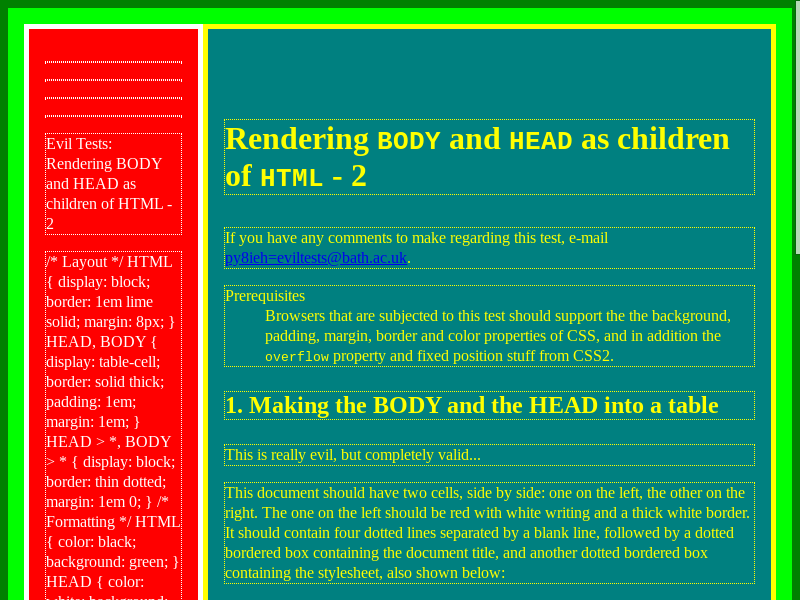 Evil Tests:
Rendering BODY
and HEAD as
children of HTML -
2
/* Layout */ HTML
{ display: block;
border: 1em lime
solid; margin: 8px; }
HEAD, BODY {
display: table-cell;
border: solid thick;
padding: 1em;
margin: 1em; }
HEAD > *, BODY
> * { display: block;
border: thin dotted;
margin: 1em 0; } /*
Formatting */ HTML
{ color: black;
background: green; }
HEAD { color:
white; background:
Rendering BODY and HEAD as children
of HTML - 2
If you have any comments to make regarding this test, e-mail
py8ieh=eviltests@bath.ac.uk.
Prerequisites
Browsers that are subjected to this test should support the the background,
padding, margin, border and color properties of CSS, and in addition the
overflow property and fixed position stuff from CSS2.
1. Making the BODY and the HEAD into a table
This is really evil, but completely valid...
This document should have two cells, side by side: one on the left, the other on the
right. The one on the left should be red with white writing and a thick white border.
It should contain four dotted lines separated by a blank line, followed by a dotted
bordered box containing the document title, and another dotted bordered box
containing the stylesheet, also shown below: